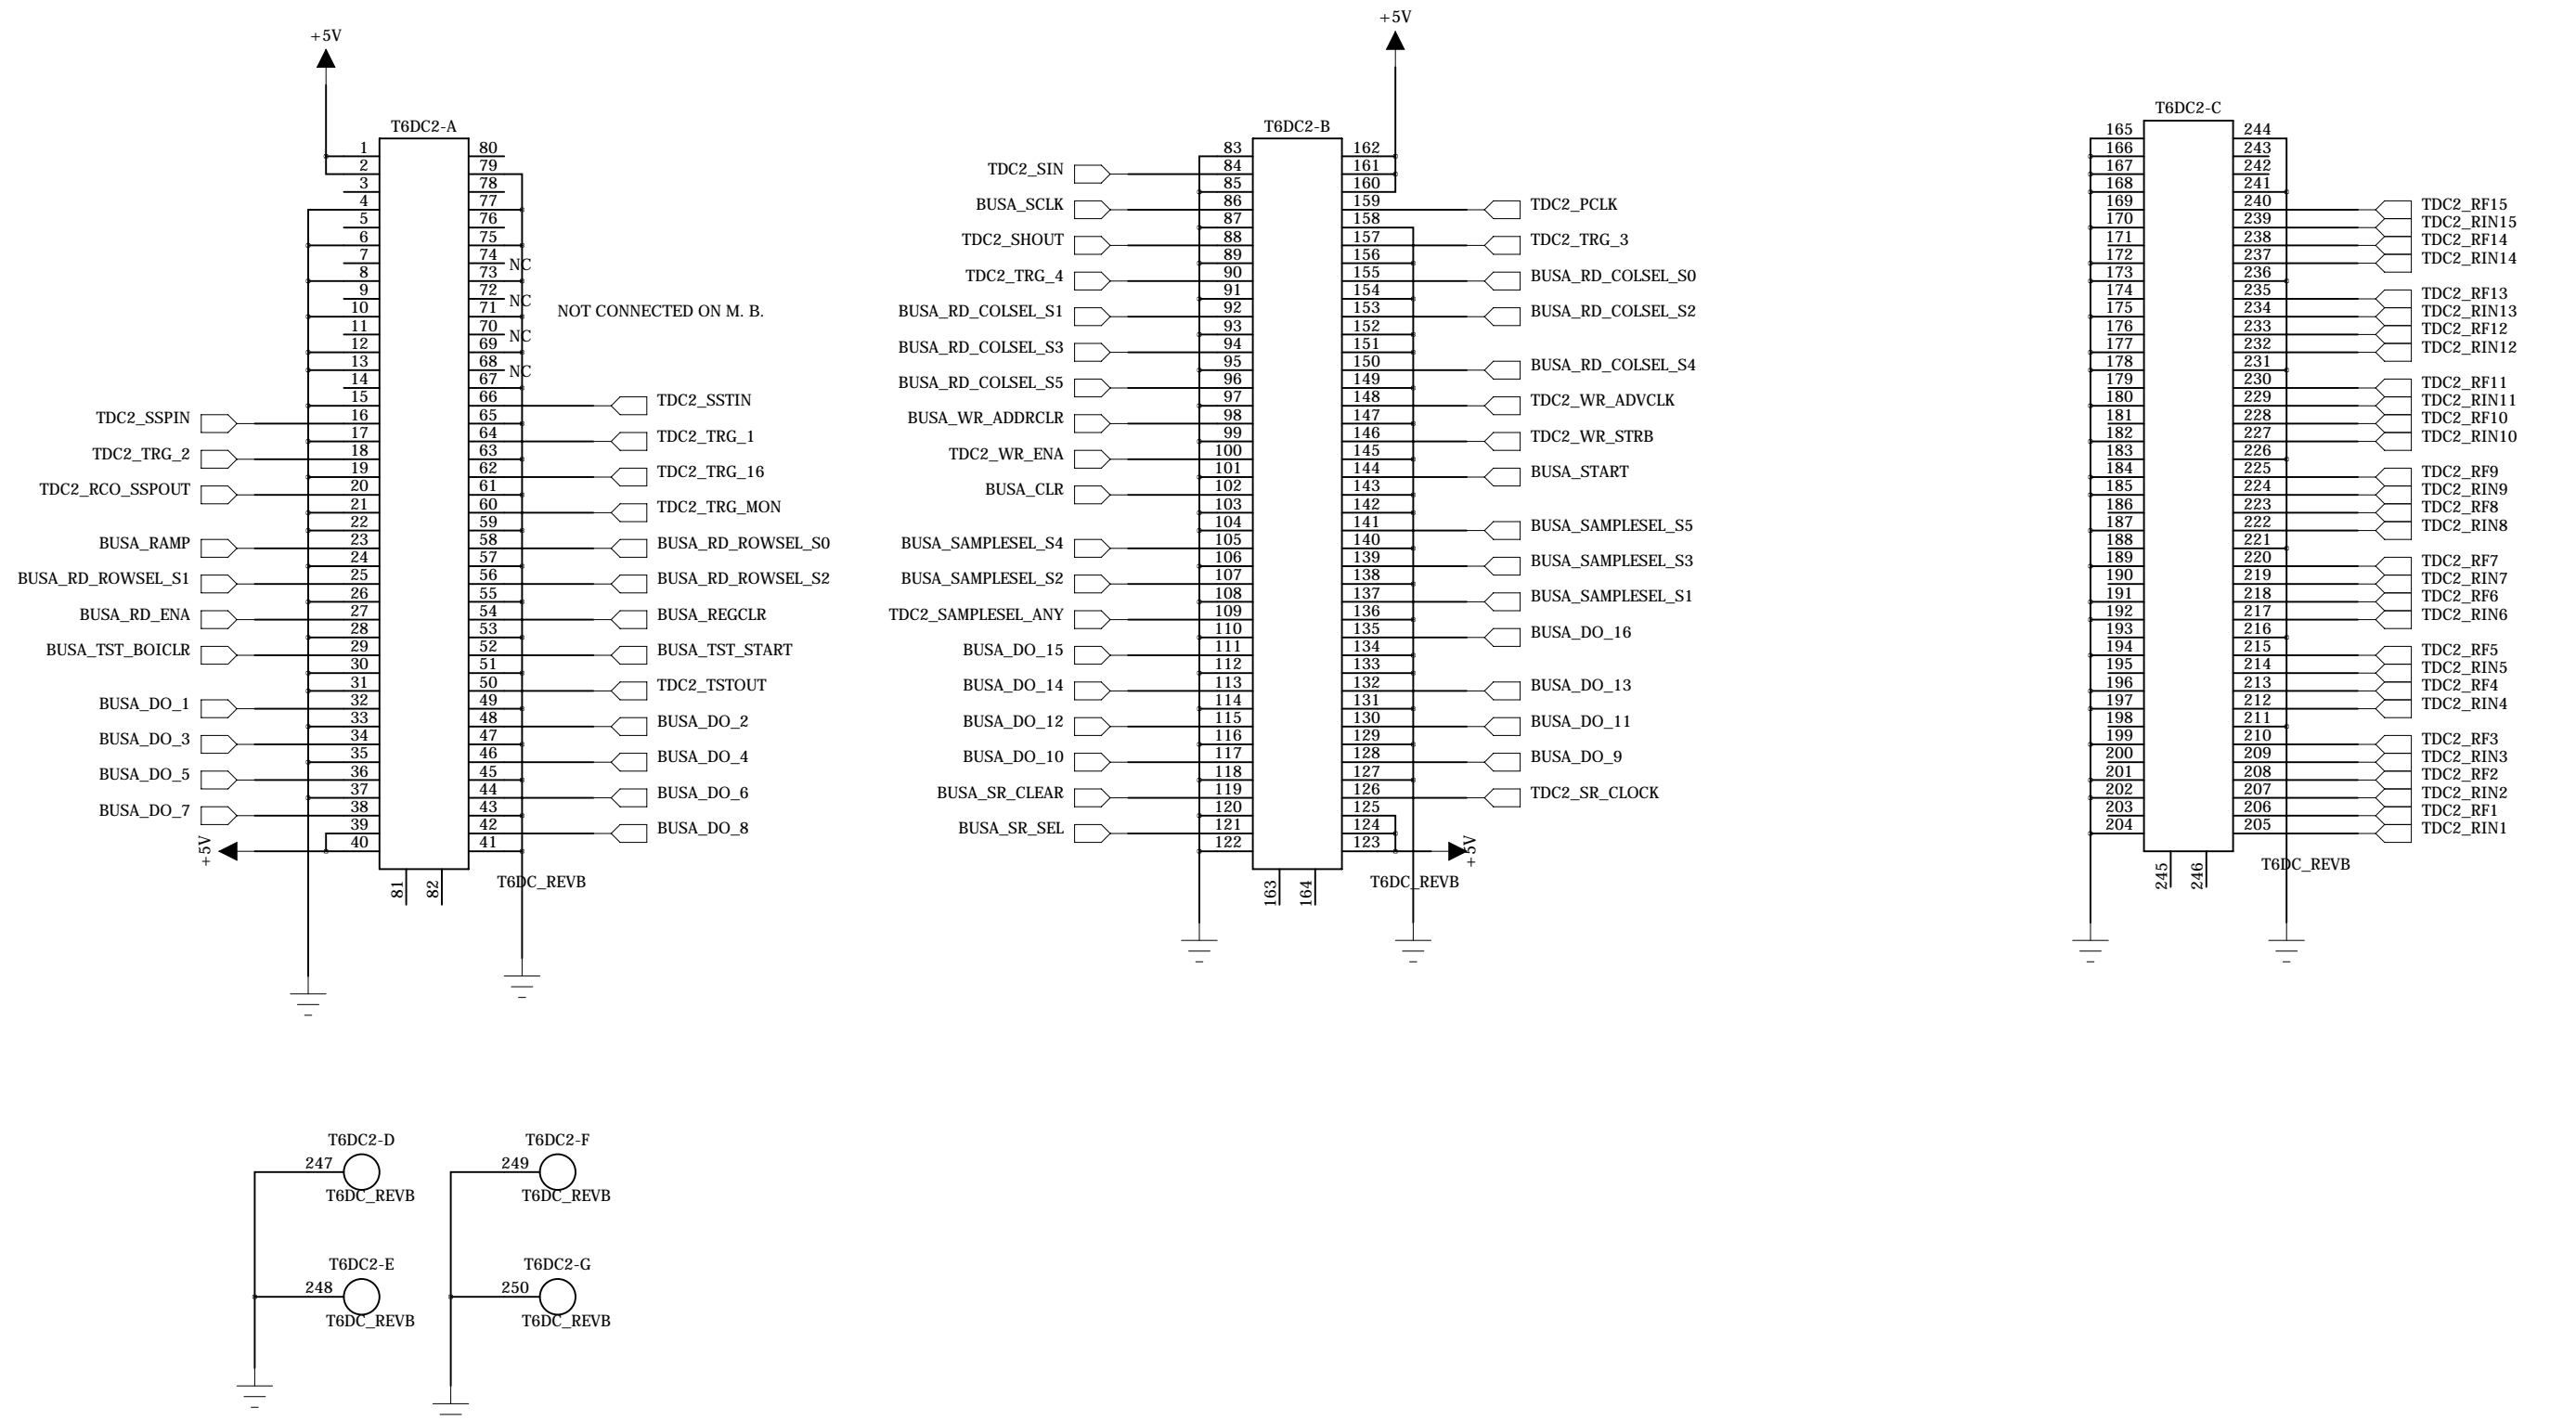 +5V
T6DC2-A
1 80
2 79
3 78
4 77
5 76
6 75
7 74 NC
8 73
9 72 NC
10 71 NOT CONNECTED ON M. B.
11 70 NC
12 69
13 68 NC
14 67
15 66 TDC2_SSTIN
TDC2_SSPIN 16 65
17 64 TDC2_TRG_1
TDC2_TRG_2 18 63
19 62 TDC2_TRG_16
TDC2_RCO_SSPOUT 20 61
21 60 TDC2_TRG_MON
22 59
BUSA_RAMP 23 58 BUSA_RD_ROWSEL_S0
24 57
BUSA_RD_ROWSEL_S1 25 56 BUSA_RD_ROWSEL_S2
26 55
BUSA_RD_ENA 27 54 BUSA_REGCLR
28 53
BUSA_TST_BOICLR 29 52 BUSA_TST_START
30 51
31 50 TDC2_TSTOUT
BUSA_DO_1 32 49
33 48 BUSA_DO_2
BUSA_DO_3 34 47
35 46 BUSA_DO_4
BUSA_DO_5 36 45
37 44 BUSA_DO_6
BUSA_DO_7 38 43
39 42 BUSA_DO_8
+5V 40 41
81 82 T6DC_REVB
+5V
T6DC2-B
83 162
TDC2_SIN 84 161
85 160
BUSA_SCLK 86 159 TDC2_PCLK
87 158
TDC2_SHOUT 88 157 TDC2_TRG_3
89 156
TDC2_TRG_4 90 155 BUSA_RD_COLSEL_S0
91 154
BUSA_RD_COLSEL_S1 92 153 BUSA_RD_COLSEL_S2
93 152
BUSA_RD_COLSEL_S3 94 151
95 150 BUSA_RD_COLSEL_S4
BUSA_RD_COLSEL_S5 96 149
97 148 TDC2_WR_ADVCLK
BUSA_WR_ADDRCLR 98 147
99 146 TDC2_WR_STRB
TDC2_WR_ENA 100 145
101 144 BUSA_START
BUSA_CLR 102 143
103 142
104 141 BUSA_SAMPLESEL_S5
BUSA_SAMPLESEL_S4 105 140
106 139 BUSA_SAMPLESEL_S3
BUSA_SAMPLESEL_S2 107 138
108 137 BUSA_SAMPLESEL_S1
TDC2_SAMPLESEL_ANY 109 136
110 135 BUSA_DO_16
BUSA_DO_15 111 134
112 133
BUSA_DO_14 113 132 BUSA_DO_13
114 131
BUSA_DO_12 115 130 BUSA_DO_11
116 129
BUSA_DO_10 117 128 BUSA_DO_9
118 127
BUSA_SR_CLEAR 119 126 TDC2_SR_CLOCK
120 125
BUSA_SR_SEL 121 124
122 123 +5V
163 164 T6DC_REVB
T6DC2-C
165 244
166 243
167 242
168 241
169 240 TDC2_RF15
170 239 TDC2_RIN15
171 238 TDC2_RF14
172 237 TDC2_RIN14
173 236
174 235 TDC2_RF13
175 234 TDC2_RIN13
176 233 TDC2_RF12
177 232 TDC2_RIN12
178 231
179 230 TDC2_RF11
180 229 TDC2_RIN11
181 228 TDC2_RF10
182 227 TDC2_RIN10
183 226
184 225 TDC2_RF9
185 224 TDC2_RIN9
186 223 TDC2_RF8
187 222 TDC2_RIN8
188 221
189 220 TDC2_RF7
190 219 TDC2_RIN7
191 218 TDC2_RF6
192 217 TDC2_RIN6
193 216
194 215 TDC2_RF5
195 214 TDC2_RIN5
196 213 TDC2_RF4
197 212 TDC2_RIN4
198 211
199 210 TDC2_RF3
200 209 TDC2_RIN3
201 208 TDC2_RF2
202 207 TDC2_RIN2
203 206 TDC2_RF1
204 205 TDC2_RIN1
245 246 T6DC_REVB
T6DC2-D
247
T6DC_REVB
T6DC2-F
249
T6DC_REVB
T6DC2-E
248
T6DC_REVB
T6DC2-G
250
T6DC_REVB